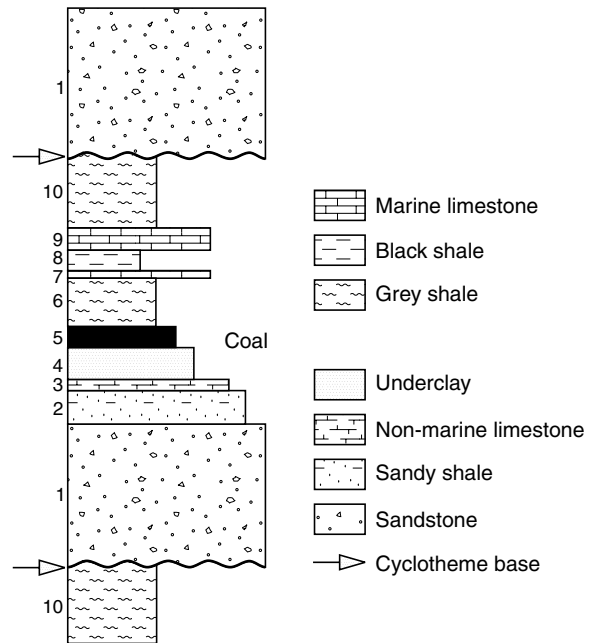 1
10
9
8
7
6
5
Coal
4
3
2
1
10
Marine limestone
Black shale
Grey shale
Underclay
Non-marine limestone
Sandy shale
Sandstone
Cyclotheme base